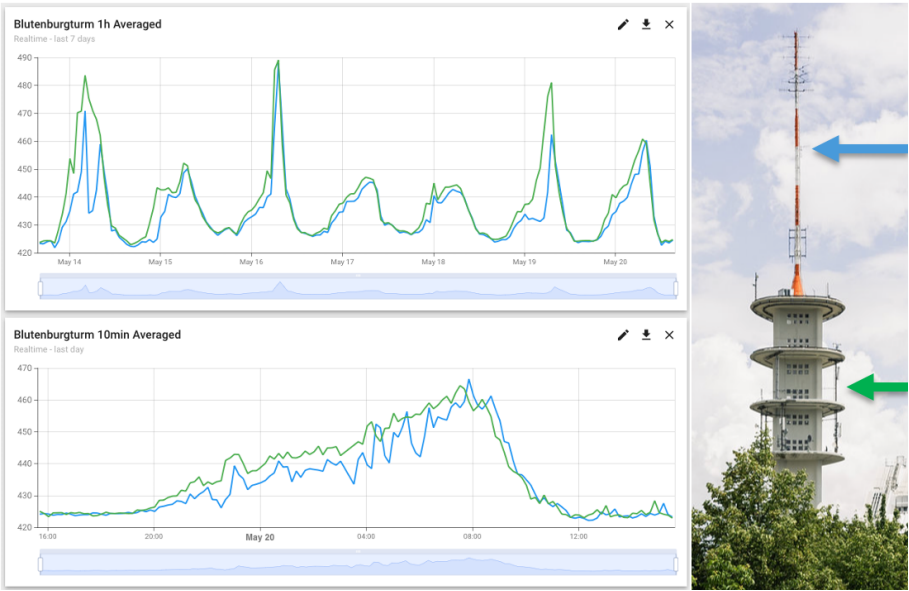 Blutenburgturm 1h Averaged
Realtime - last 7 days
490
480
470
460
450
440
430
420
May 14
May 15
May 16
May 17
May 18
May 19
May 20
Blutenburgturm 10min Averaged
Realtime - last day
470
460
450
440
430
420
16:00
20:00
May 20
04:00
08:00
12:00